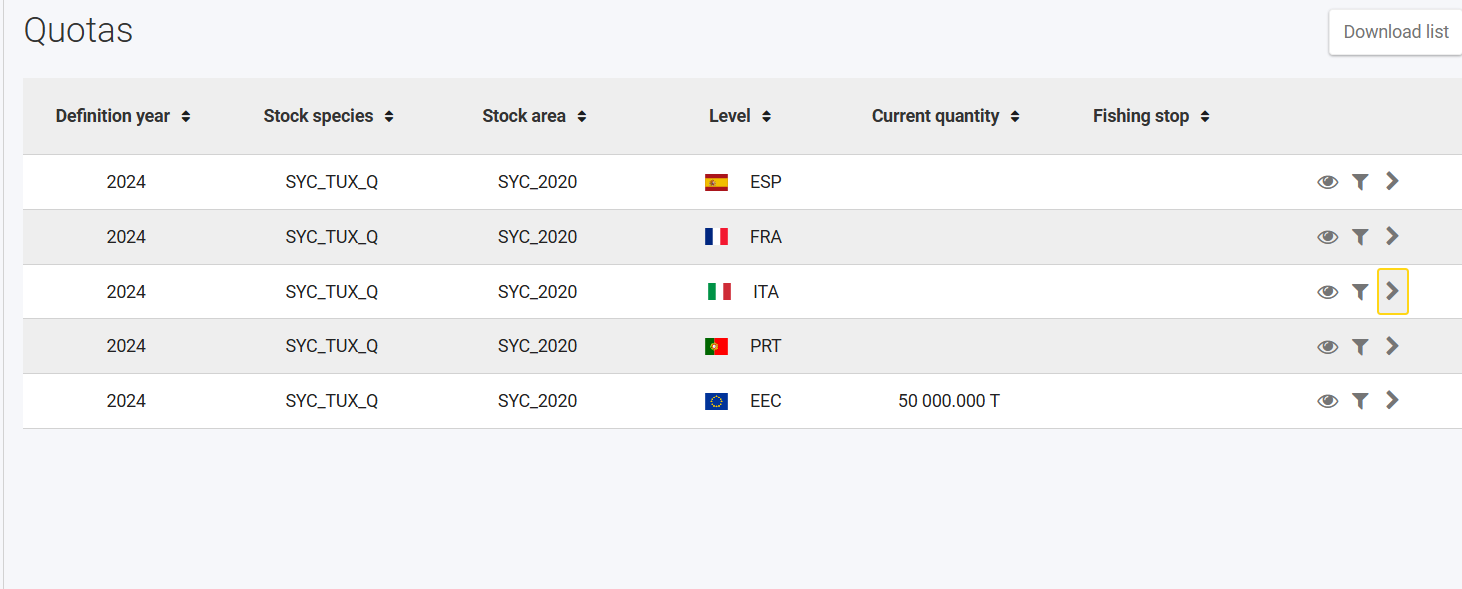 Quotas
Download list
Definition year Stock species Stock area Level Current quantity Fishing stop
2024 SYC_TUX_Q SYC_2020 ESP
2024 SYC_TUX_Q SYC_2020 FRA
2024 SYC_TUX_Q SYC_2020 ITA
2024 SYC_TUX_Q SYC_2020 PRT
2024 SYC_TUX_Q SYC_2020 EEC 50 000.000 T